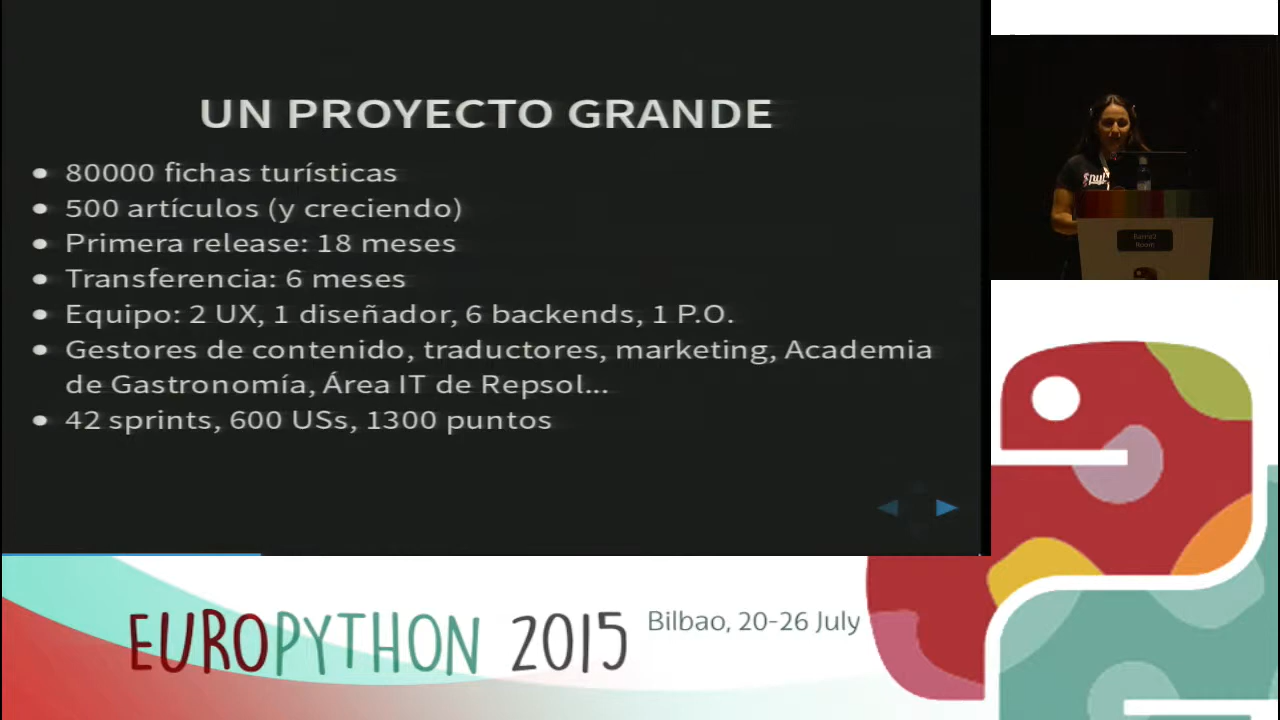 UN PROYECTO GRANDE
80000 fichas turísticas
500 artículos (y creciendo)
Primera release: 18 meses
Transferencia: 6 meses
Equipo: 2 UX, 1 diseñador, 6 backends, 1 P.O.
Gestores de contenido, traductores, marketing, Academia
de Gastronomía, Área IT de Repsol...
42 sprints, 600 USs, 1300 puntos
EUROPYTHON 2015
Bilbao, 20-26 July
Room